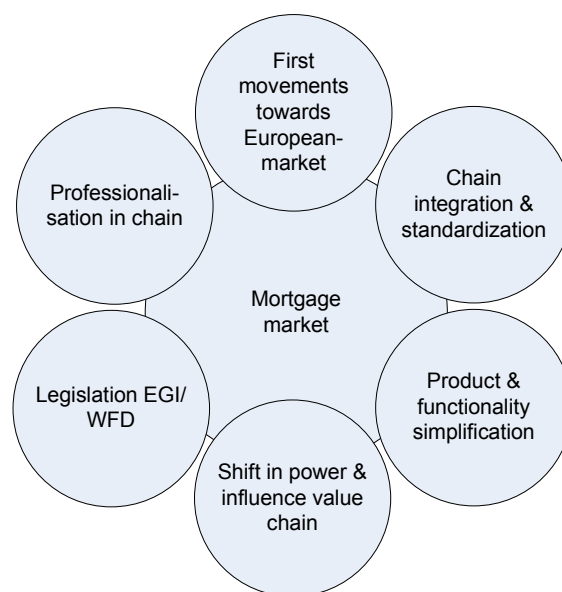 First
movements
towards
European-
market
Chain
integration &
standardization
Product &
functionality
simplification
Shift in power &
influence value
chain
Legislation EGI/
WFD
Professionali-
sation in chain
Mortgage
market